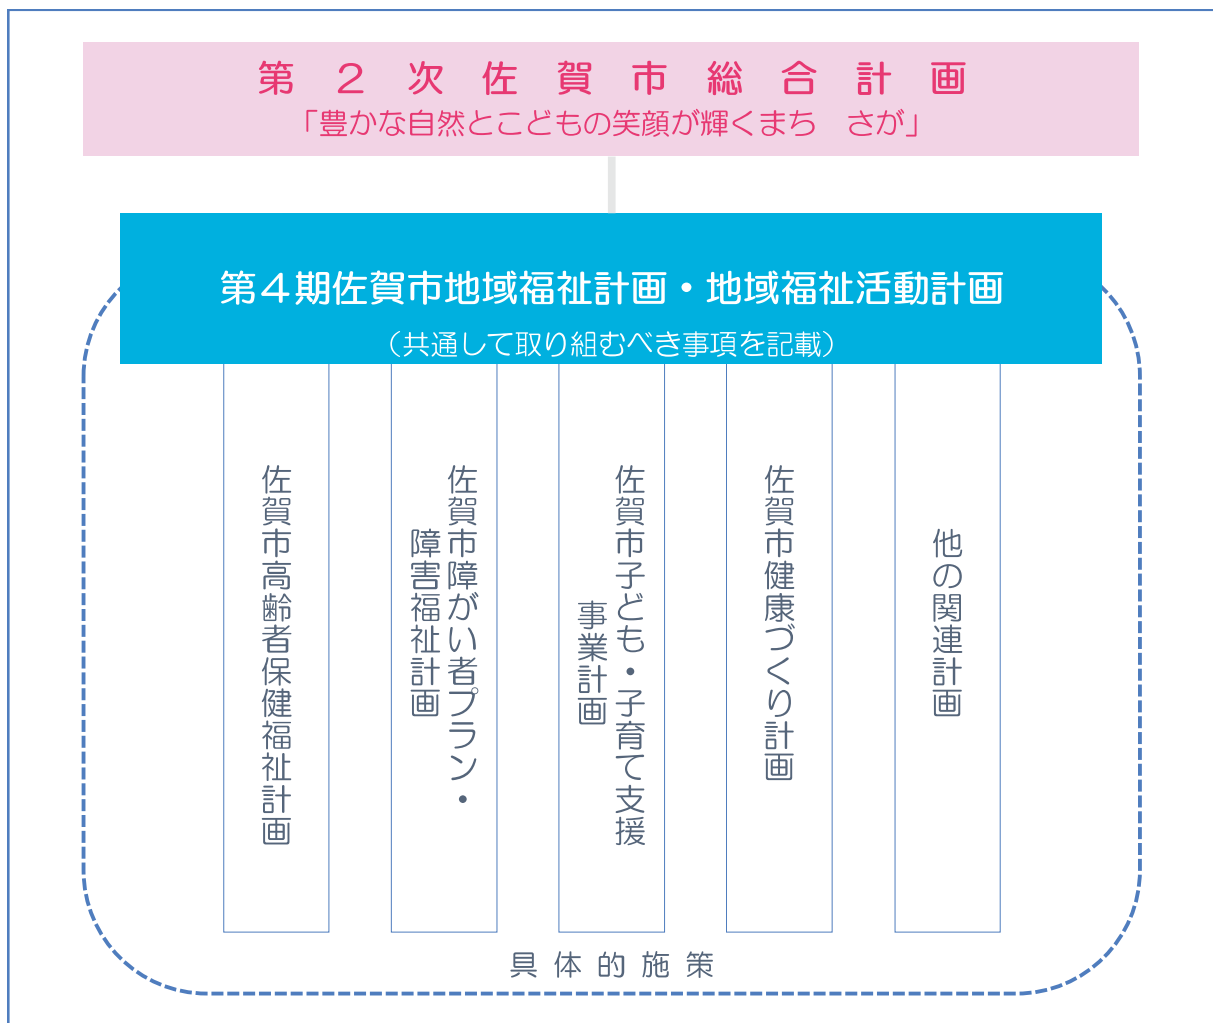 第２次佐賀市総合計画
「豊かな自然とこどもの笑顔が輝くまち　さが」
第４期佐賀市地域福祉計画・地域福祉活動計画
（共通して取り組むべき事項を記載）
佐賀市高齢者保健福祉計画
佐賀市障がい者プラン・
障害福祉計画
佐賀市子ども・子育て支援
事業計画
佐賀市健康づくり計画
他の関連計画
具体的施策